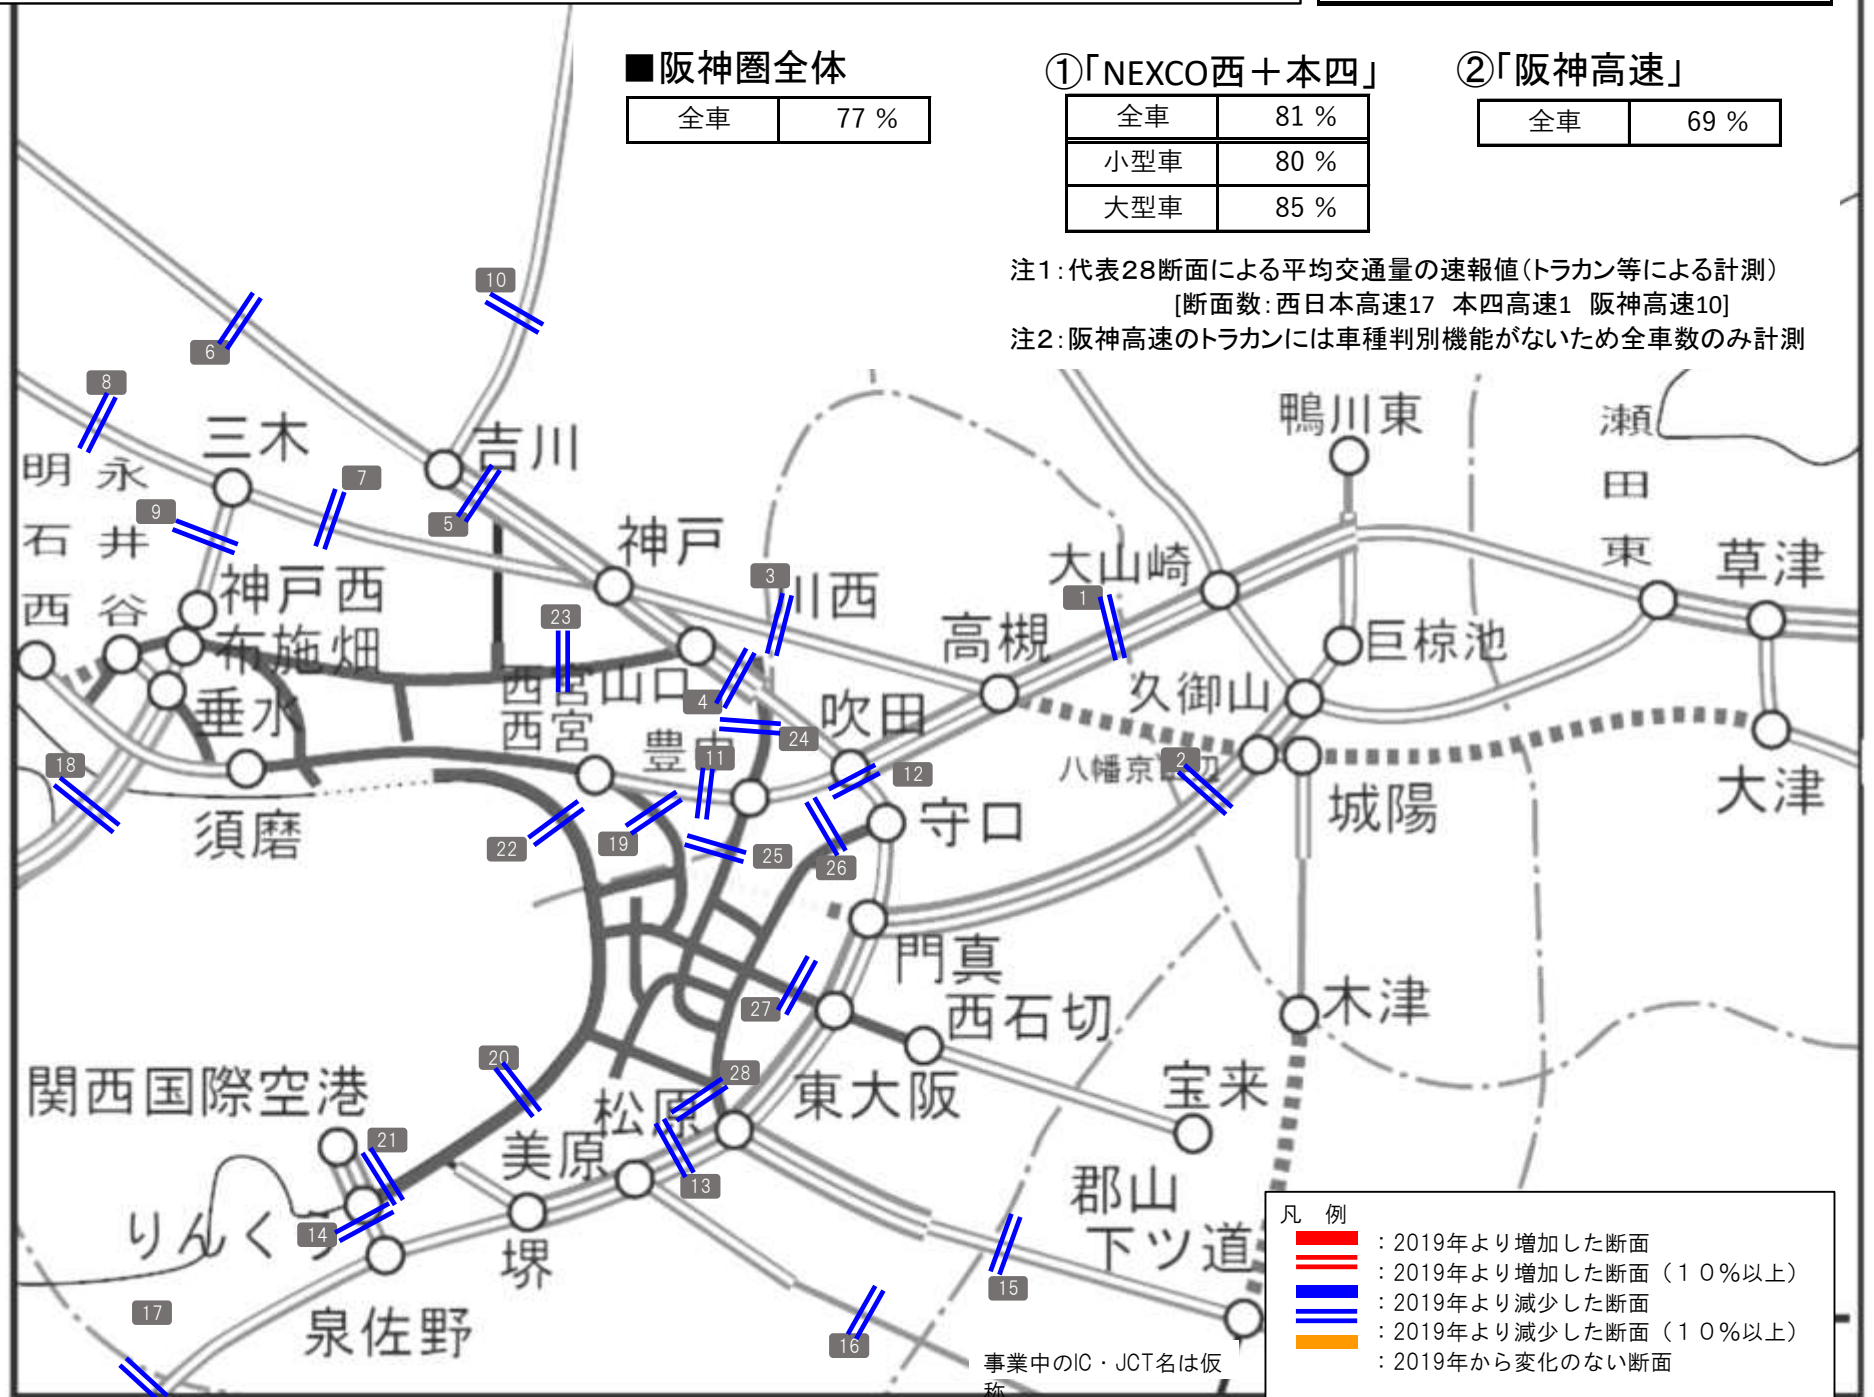 ■阪神圏全体
全車 77 %
①「NEXCO西＋本四」
全車 81 %
小型車 80 %
大型車 85 %
②「阪神高速」
全車 69 %
注1：代表28断面による平均交通量の速報値（トラカン等による計測）
[断面数：西日本高速17 本四高速1 阪神高速10]
注2：阪神高速のトラカンには車種判別機能がないため全車数のみ計測
10
6
8
三木
吉川
鴨川東
瀬田東
明石西
永井谷
7
9
5
神戸
大山崎
草津
神戸西
3
川西
1
高槻
23
布施畑
巨椋池
西宮山口
4
久御山
垂水
西宮
吹田
24
豊中
11
12
八幡京田辺
2
18
大津
須磨
守口
城陽
22
19
25
26
門真
27
西石切
木津
20
28
関西国際空港
松原
東大阪
宝来
21
美原
13
郡山
下ツ道
りんくう
14
堺
15
17
泉佐野
16
事業中のIC・JCT名は仮
称
凡 例
：2019年より増加した断面
：2019年より増加した断面（１０％以上）
：2019年より減少した断面
：2019年より減少した断面（１０％以上）
：2019年から変化のない断面